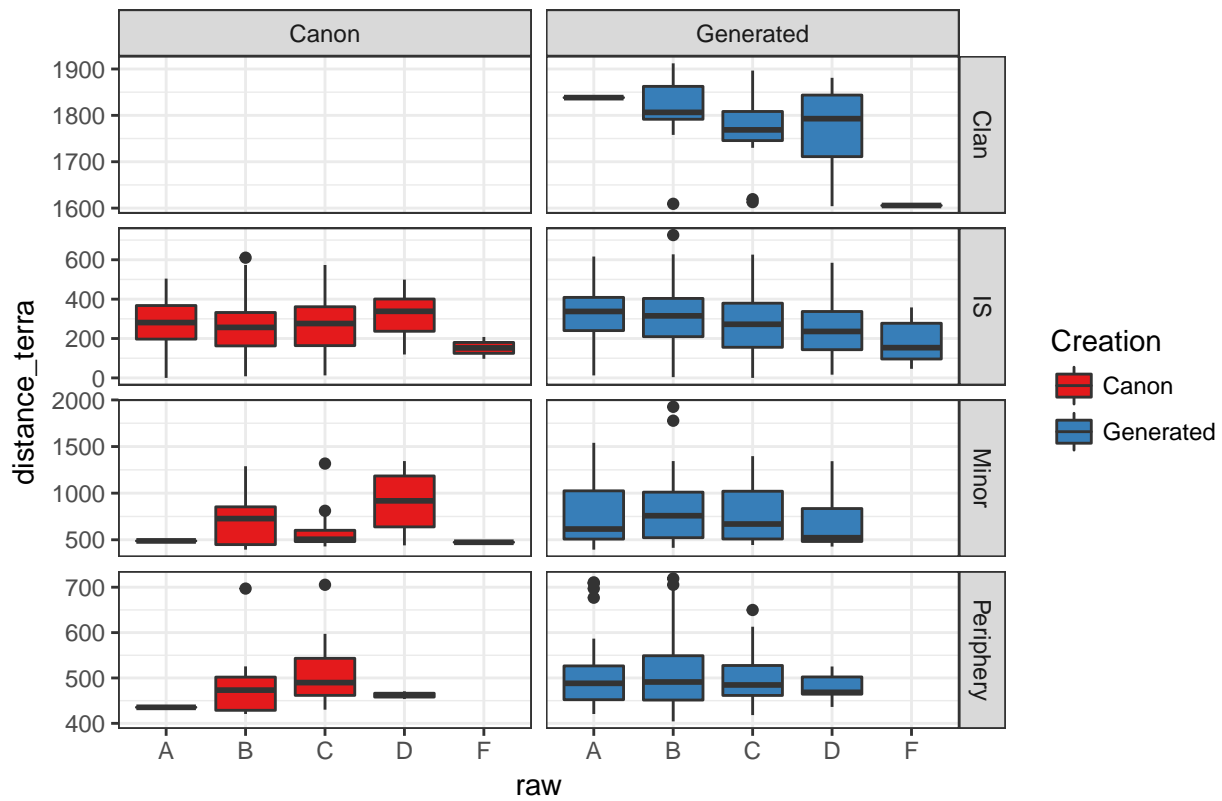 Canon Generated
1900
1800
1700
1600
Clan
600
400
200
0
IS
2000
1500
1000
500
Minor
700
600
500
400
Periphery
distance_terra
A B C D F A B C D F
raw
Creation
Canon
Generated